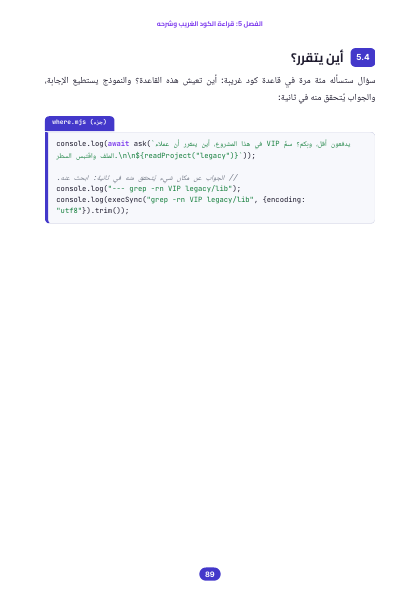 الفصل 5: قراءة الكود الغريب وشرحه
5.4 أين يتقرر؟
سؤال ستسأله مئة مرة في قاعدة كود غريبة: أين تعيش هذه القاعدة؟ والنموذج يستطيع الإجابة،
والجواب يُتحقق منه في ثانية:
where.mjs (جزء)
console.log(await ask(`في هذا المشروع، أين يتقرر أن عملاء VIP يدفعون أقل، وبكم؟ سمِّ
الملف واقتبس السطر.\n\n${readProject("legacy")}`));
// الجواب عن مكان شيء يُتحقق منه في ثانية: ابحث عنه.
console.log("--- grep -rn VIP legacy/lib");
console.log(execSync("grep -rn VIP legacy/lib", {encoding:
"utf8"}).trim());
89